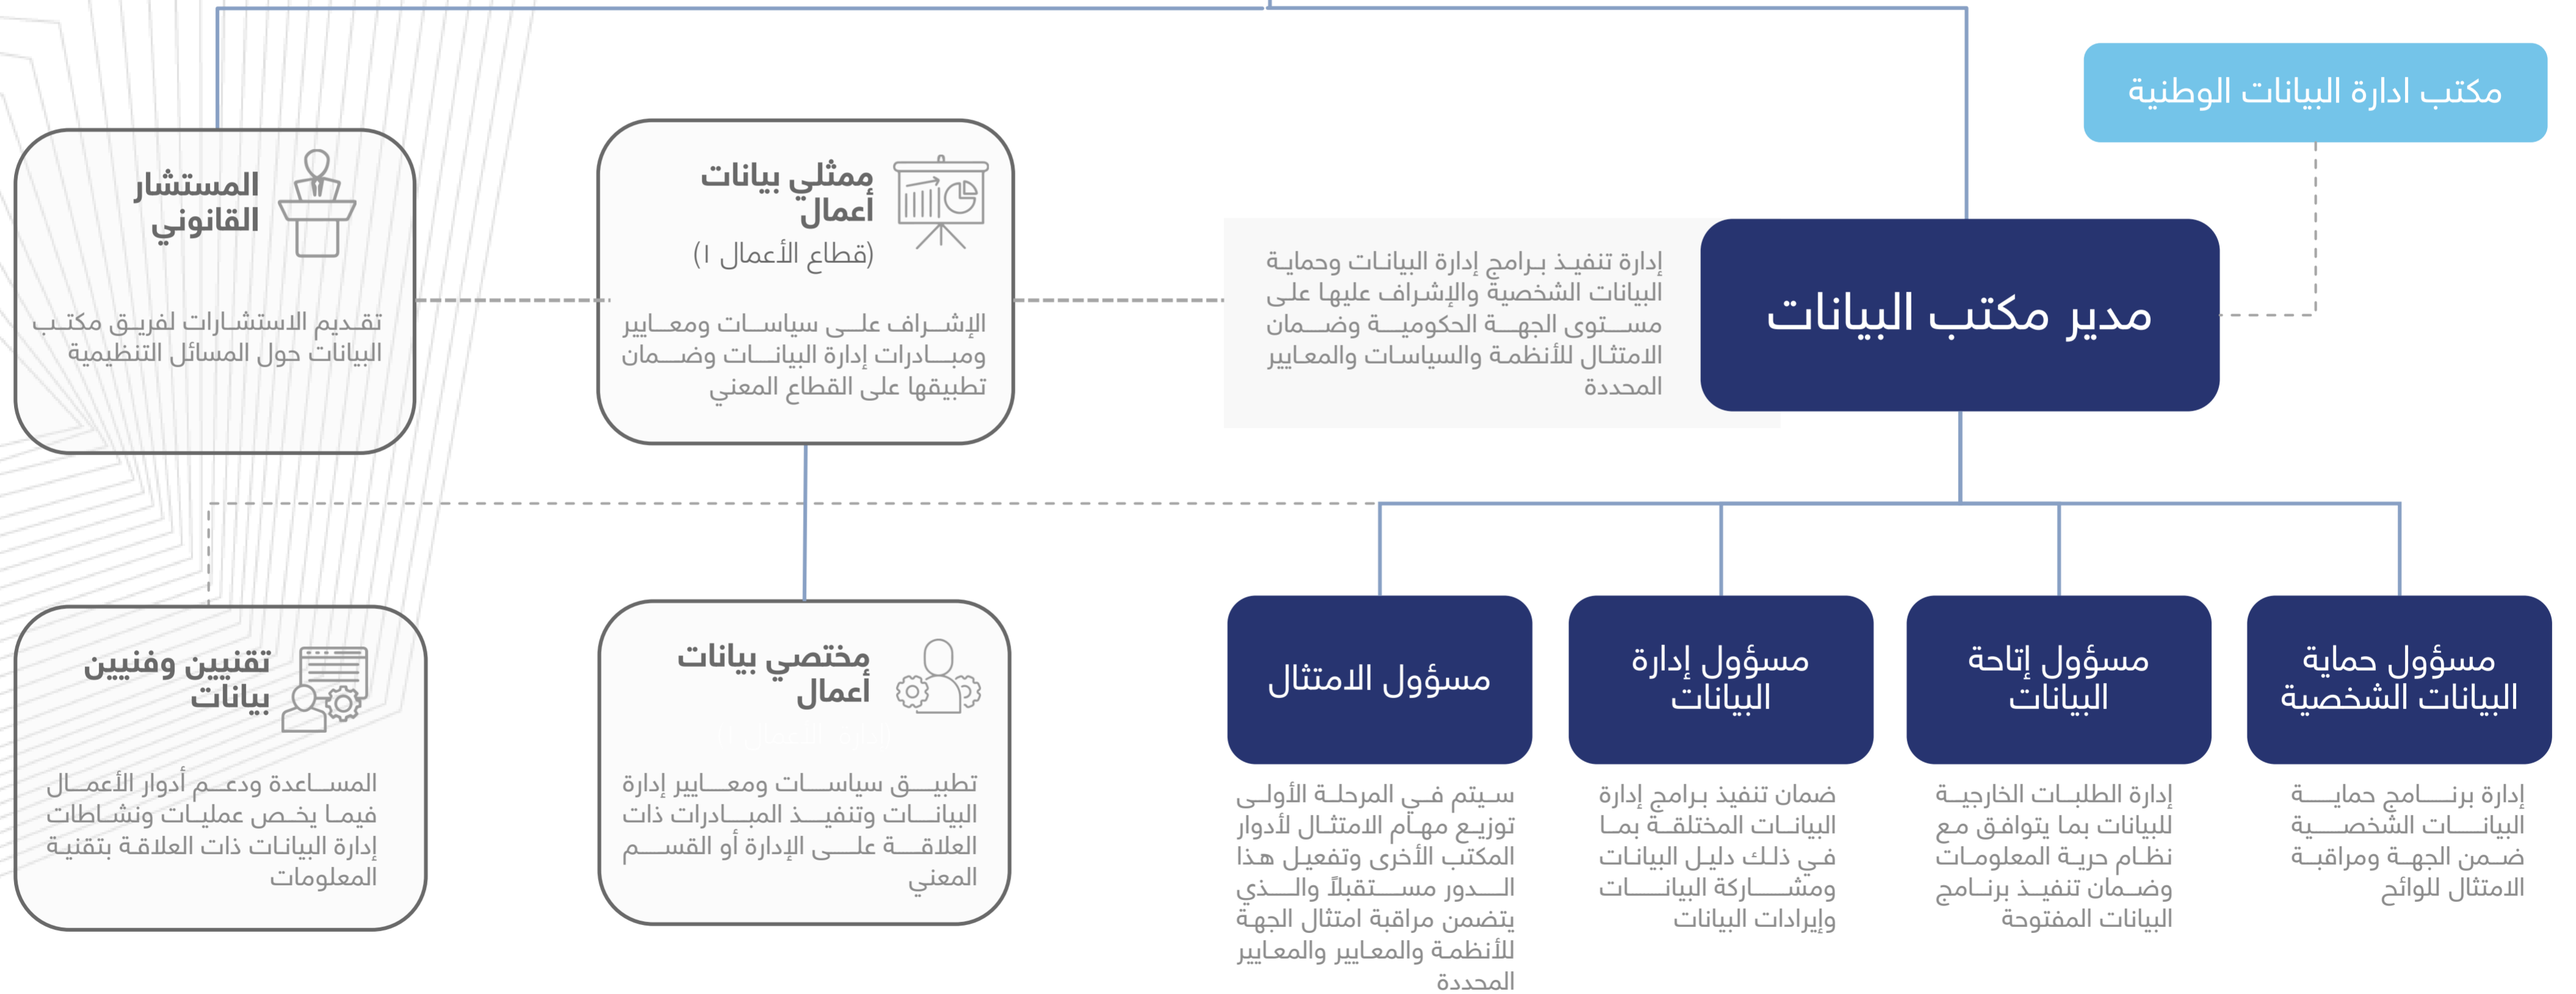 مكتب ادارة البيانات الوطنية
مدير مكتب البيانات
إدارة تنفيذ برامج إدارة البيانات وحماية
البيانات الشخصية والإشراف عليها على
مستوى الجهة الحكومية وضمان
الامتثال للأنظمة والسياسات والمعايير
المحددة
ممثلي بيانات
أعمال
(قطاع الأعمال ١)
الإشراف على سياسات ومعايير
ومبادرات إدارة البيانات وضمان
تطبيقها على القطاع المعني
المستشار
القانوني
تقديم الاستشارات لفريق مكتب
البيانات حول المسائل التنظيمية
مسؤول حماية
البيانات الشخصية
إدارة برنامج حماية
البيانات الشخصية
ضمن الجهة ومراقبة
الامتثال للوائح
مسؤول إتاحة
البيانات
إدارة الطلبات الخارجية
للبيانات بما يتوافق مع
نظام حرية المعلومات
وضمان تنفيذ برنامج
البيانات المفتوحة
مسؤول إدارة
البيانات
ضمان تنفيذ برامج إدارة
البيانات المختلقة بما
في ذلك دليل البيانات
ومشاركة البيانات
وإيرادات البيانات
مسؤول الامتثال
سيتم في المرحلة الأولى
توزيع مهام الامتثال لأدوار
المكتب الأخرى وتفعيل هذا
الدور مستقبلاً والذي
يتضمن مراقبة امتثال الجهة
للأنظمة والمعايير والمعايير
المحددة
مختصي بيانات
أعمال
تطبيق سياسات ومعايير إدارة
البيانات وتنفيذ المبادرات ذات
العلاقة على الإدارة أو القسم
المعني
تقنيين وفنيين
بيانات
المساعدة ودعم أدوار الأعمال
فيما يخص عمليات ونشاطات
إدارة البيانات ذات العلاقة بتقنية
المعلومات